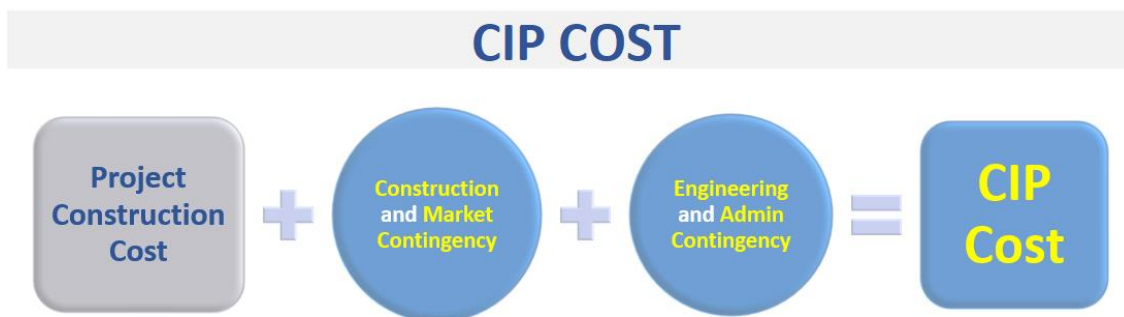 CIP COST
Project
Construction
Cost
+
Construction
and Market
Contingency
+
Engineering
and Admin
Contingency
=
CIP
Cost